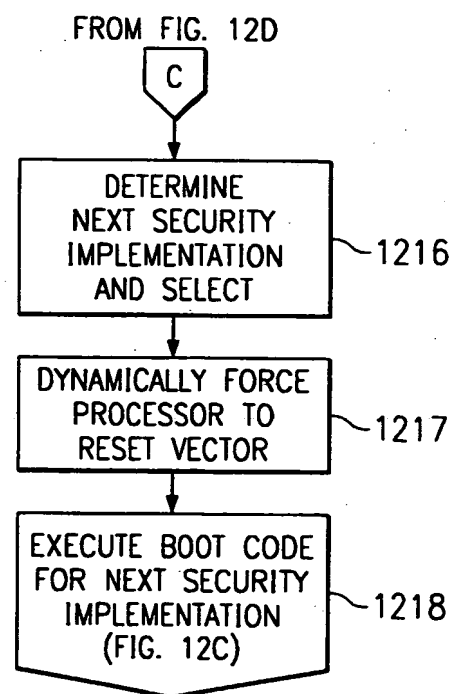 FROM FIG. 12D
C
DETERMINE
NEXT SECURITY
IMPLEMENTATION
AND SELECT
1216
DYNAMICALLY FORCE
PROCESSOR TO
RESET VECTOR
1217
EXECUTE BOOT CODE
FOR NEXT SECURITY
IMPLEMENTATION
(FIG. 12C)
1218